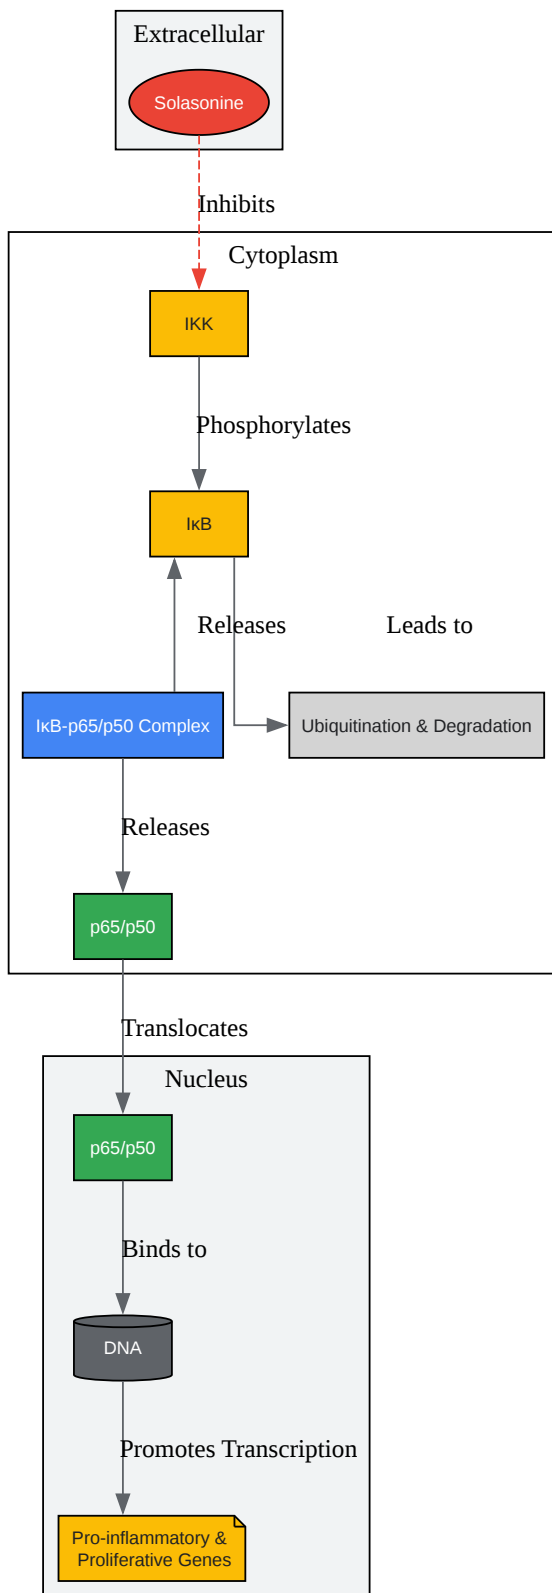 Extracellular
Solasonine
Inhibits
Cytoplasm
IKK
Phosphorylates
IκB
Releases
Leads to
IκB-p65/p50 Complex
Ubiquitination & Degradation
Releases
p65/p50
Translocates
Nucleus
p65/p50
Binds to
DNA
Promotes Transcription
Pro-inflammatory &
Proliferative Genes